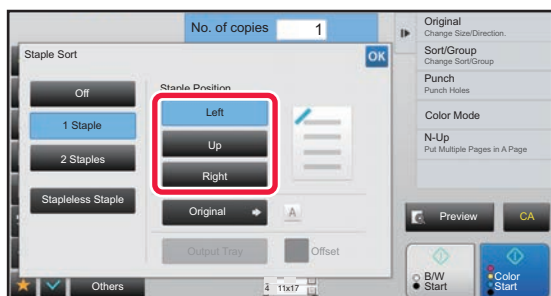 No. of copies
1
Staple Sort
OK
Off
1 Staple
2 Staples
Stapleless Staple
Staple Position
Left
Up
Right
Original
A
Output Tray
Offset
Original
Change Size/Direction.
Sort/Group
Change Sort/Group
Punch
Punch Holes
Color Mode
N-Up
Put Multiple Pages in A Page
Preview
CA
B/W
Start
Color
Start
Others
4 11x17